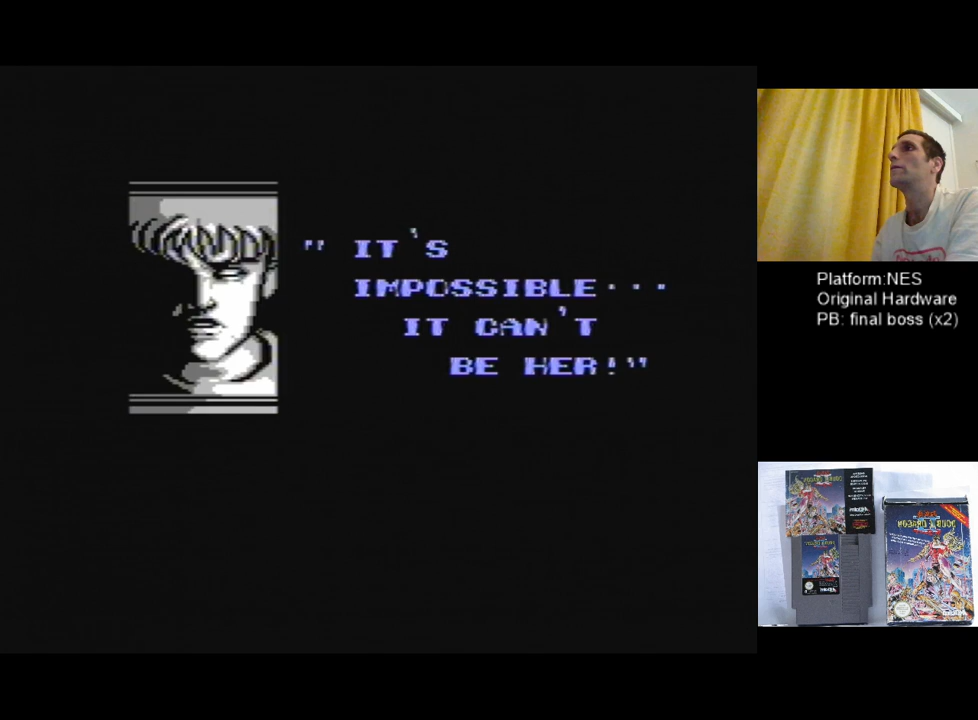 " IT'S
IMPOSSIBLE...
IT CAN'T
BE HER!"
Platform:NES
Original Hardware
PB: final boss (x2)